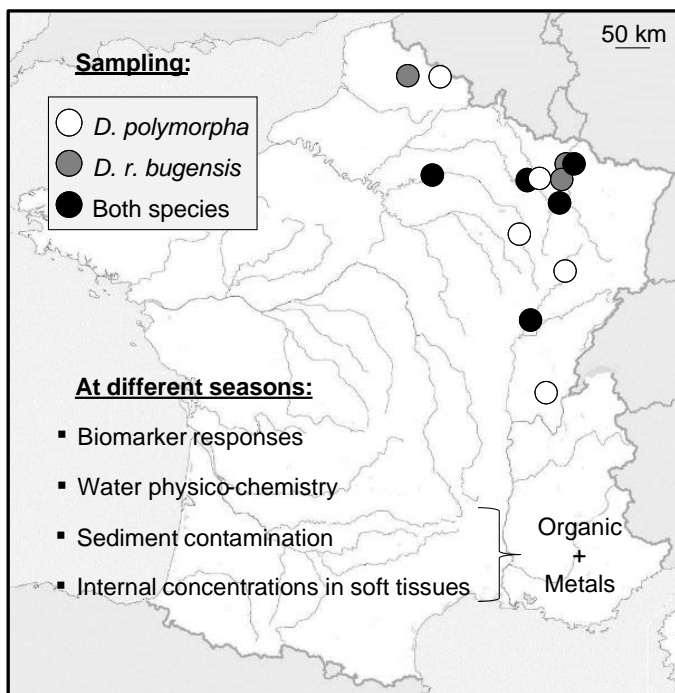 50 km
Sampling:
D. polymorpha
D. r. bugensis
Both species
At different seasons:
▪ Biomarker responses
▪ Water physico-chemistry
▪ Sediment contamination
▪ Internal concentrations in soft tissues
Organic
+
Metals